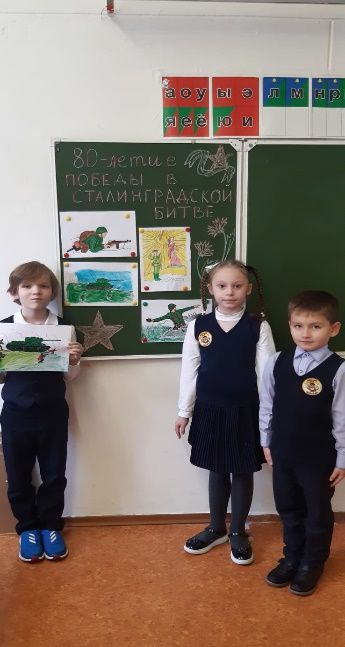 а о у ы э л м н р
я е ё ю и
80-летие
ПОБЕДЫ В
СТАЛИНГРАДСКОЙ
БИТВЕ